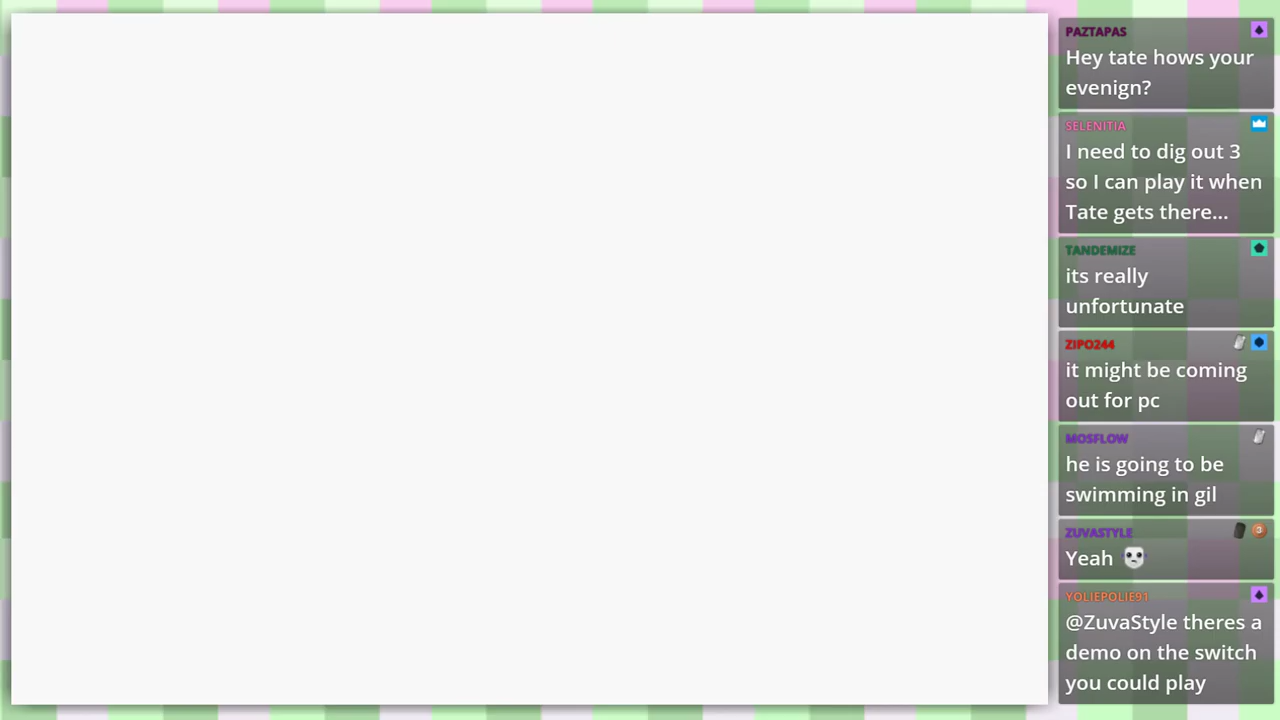 PAZTAPAS
Hey tate hows your
evenign?
SELENITIA
I need to dig out 3
so I can play it when
Tate gets there...
TANDEMIZE
its really
unfortunate
ZIPO244
it might be coming
out for pc
MOSFLOW
he is going to be
swimming in gil
ZUVASTYLE
3
Yeah
YOLIEPOLIE91
@ZuvaStyle theres a
demo on the switch
you could play